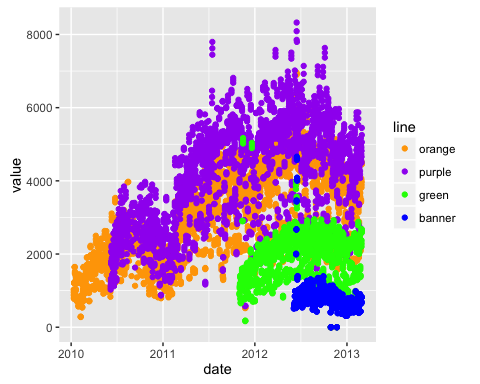 8000
6000
4000
2000
0
value
2010
2011
2012
2013
date
line
orange
purple
green
banner